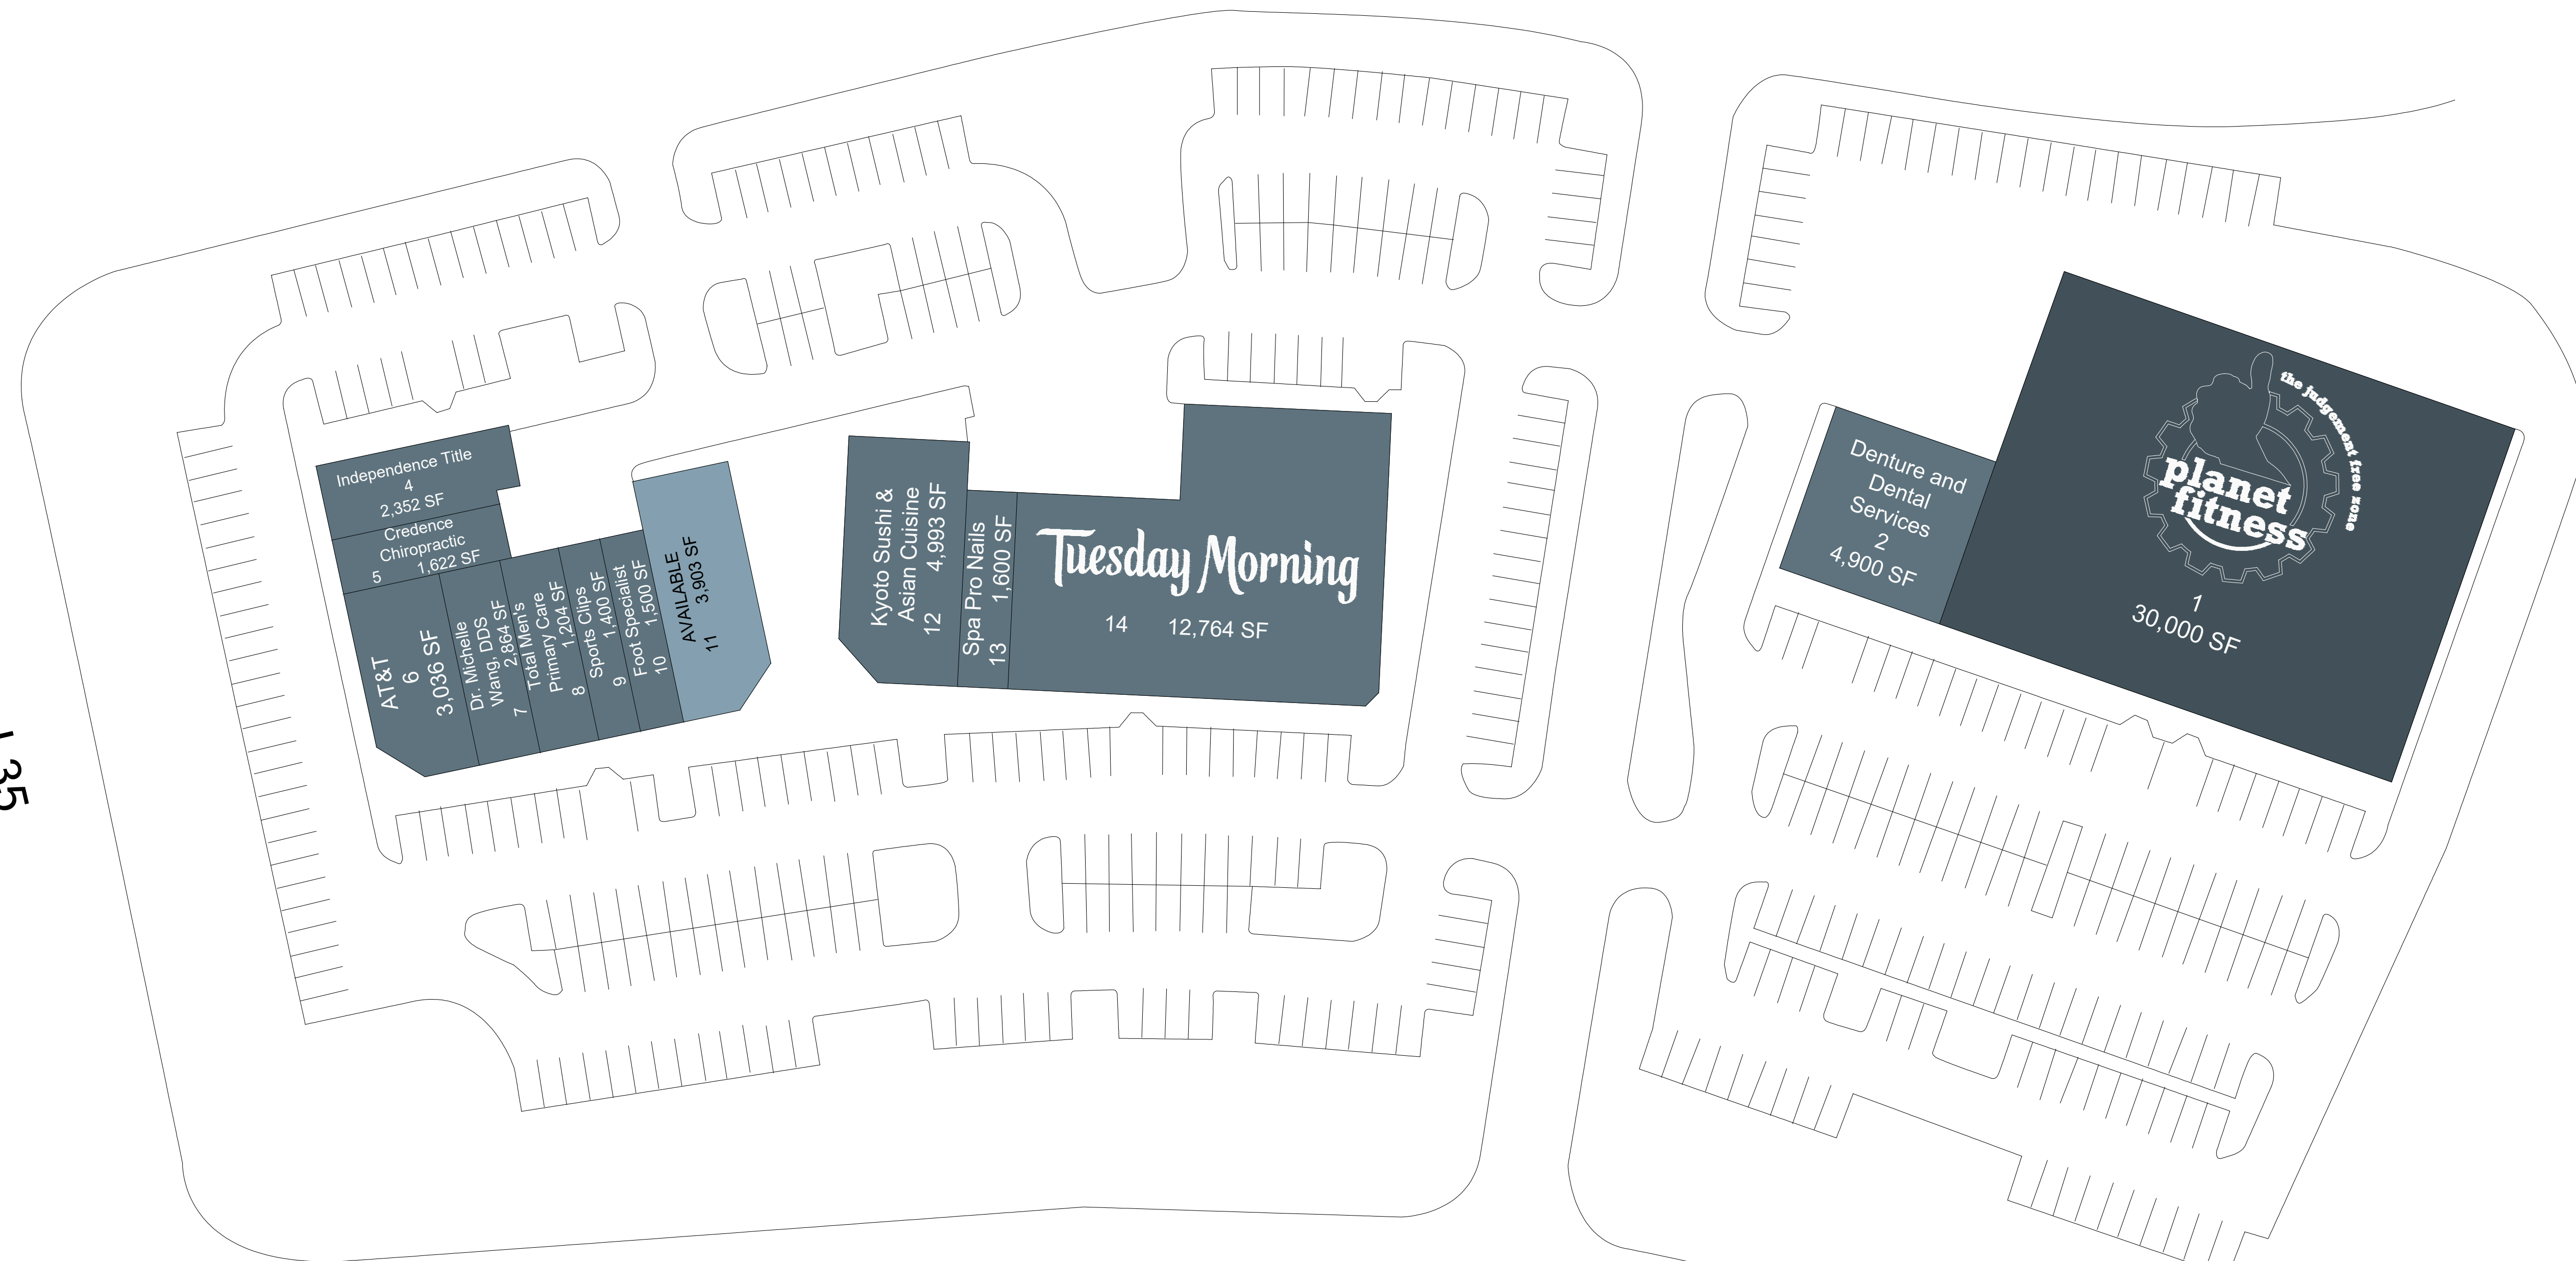 Independence Title
4
2,352 SF
Credence
Chiropractic
5 1,622 SF
AT&T
6
3,036 SF
Dr. Michelle
Wang, DDS
7 2,864 SF
Total Men's
Primary Care
8 1,204 SF
Sports Clips
9 1,400 SF
Foot Specialist
10 1,500 SF
AVAILABLE
11 3,903 SF
Kyoto Sushi &
Asian Cuisine
12 4,993 SF
Spa Pro Nails
13 1,600 SF
Tuesday Morning
14 12,764 SF
Denture and
Dental
Services
2
4,900 SF
the judgement free zone
planet
fitness
1
30,000 SF
35